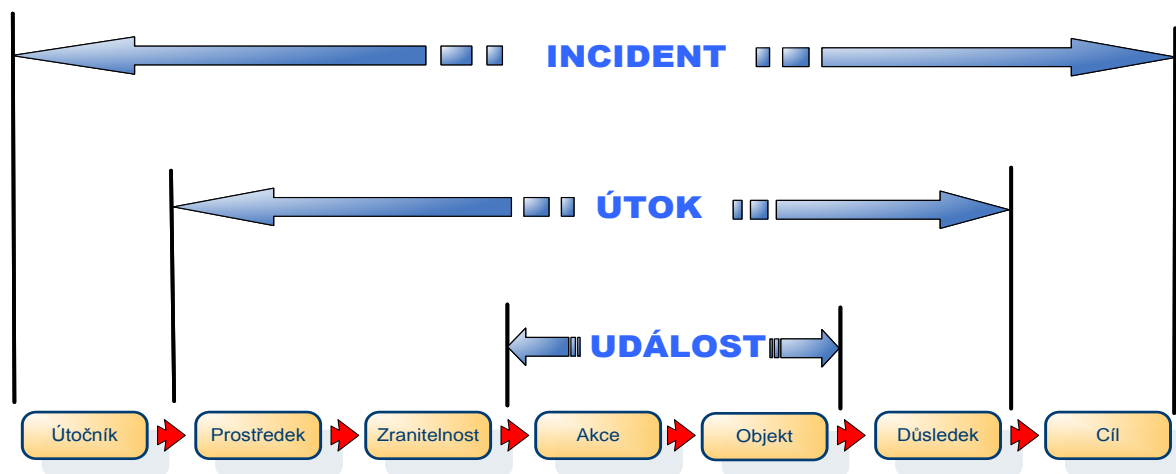 INCIDENT
ÚTOK
UDÁLOST
Útočník Prostředek Zranitelnost Akce Objekt Důsledek Cíl